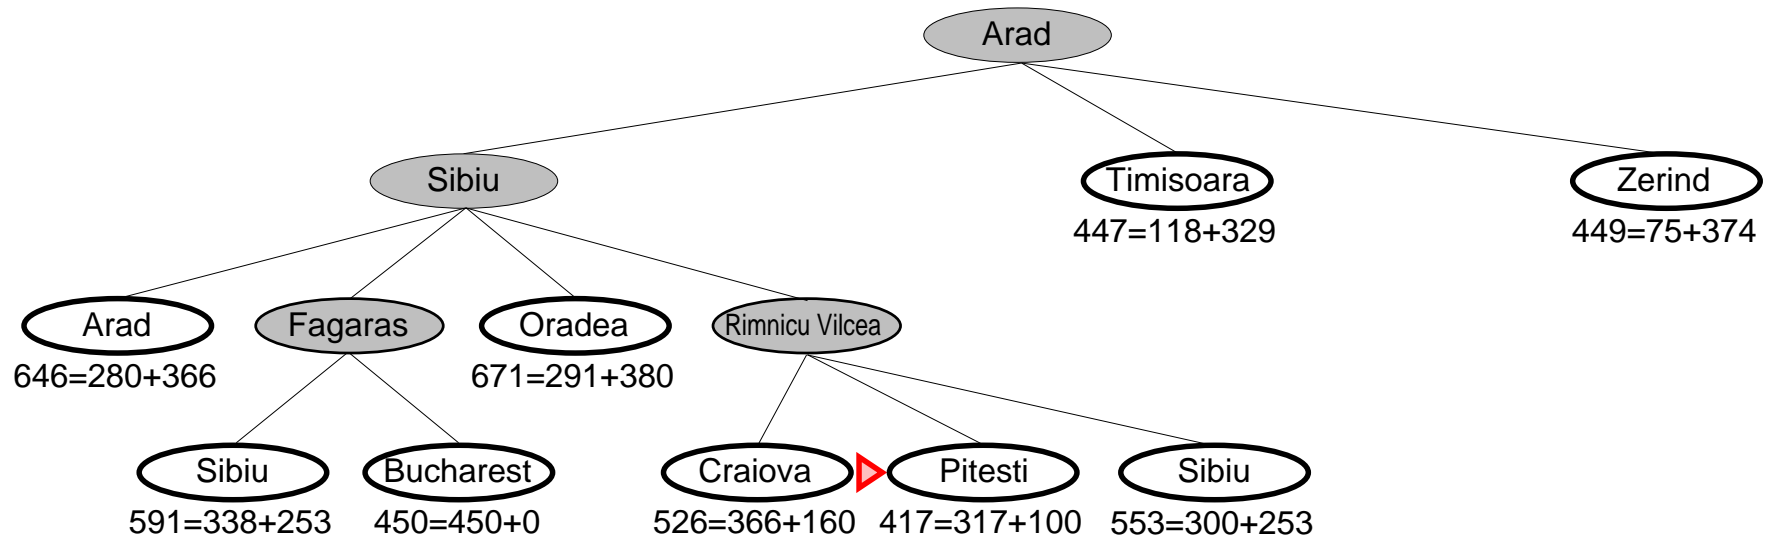 Arad
Sibiu
Timisoara
Zerind
447=118+329
449=75+374
Arad
Fagaras
Oradea
Rimnicu Vilcea
646=280+366
671=291+380
Sibiu
Bucharest
Craiova
Pitesti
Sibiu
591=338+253
450=450+0
526=366+160
417=317+100
553=300+253